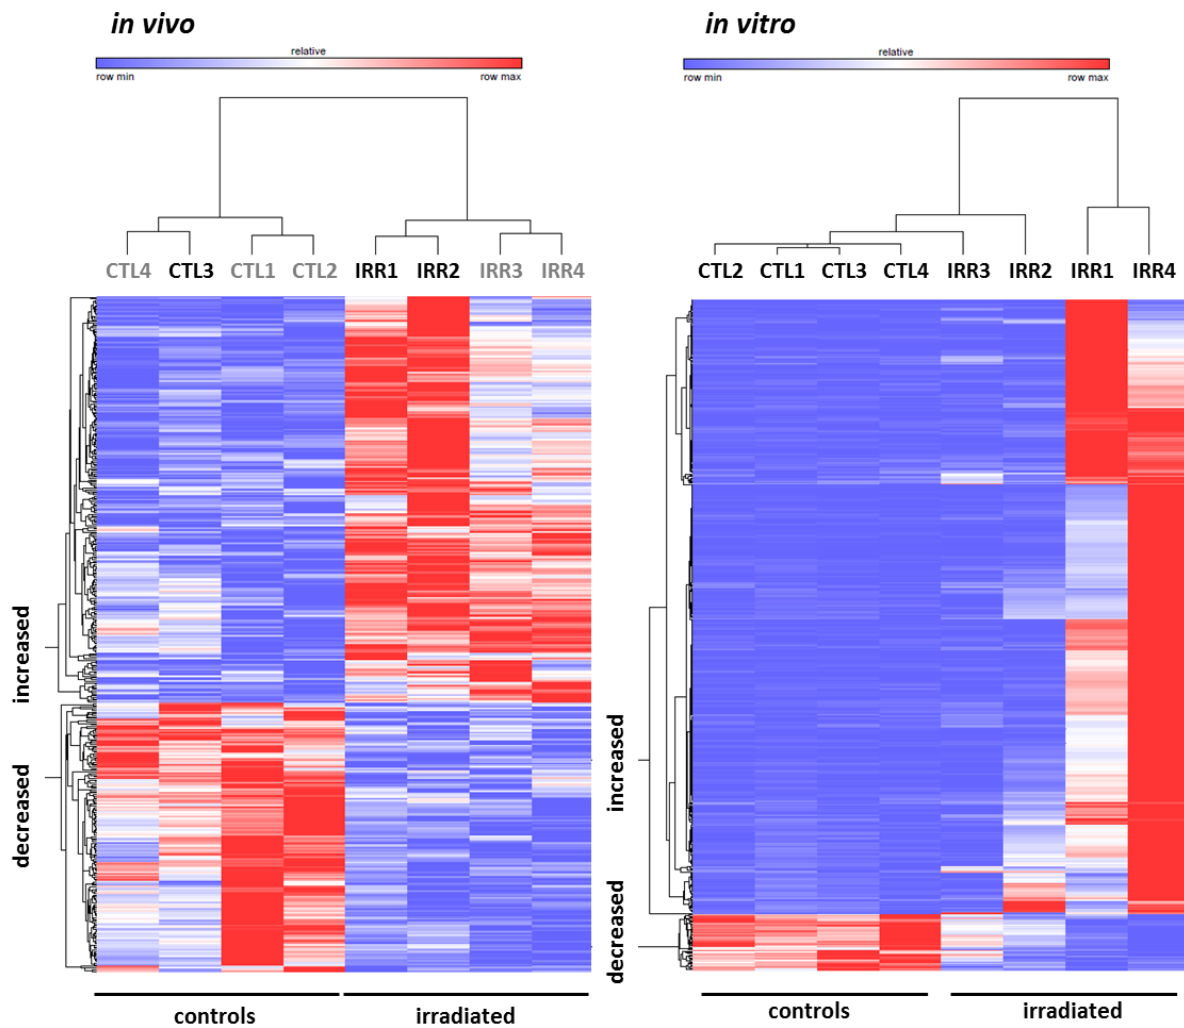 in vivo
relative
row min row max
CTL4 CTL3 CTL1 CTL2 IRR1 IRR2 IRR3 IRR4
increased
decreased
controls irradiated
in vitro
relative
row min row max
CTL2 CTL1 CTL3 CTL4 IRR3 IRR2 IRR1 IRR4
increased
decreased
controls irradiated